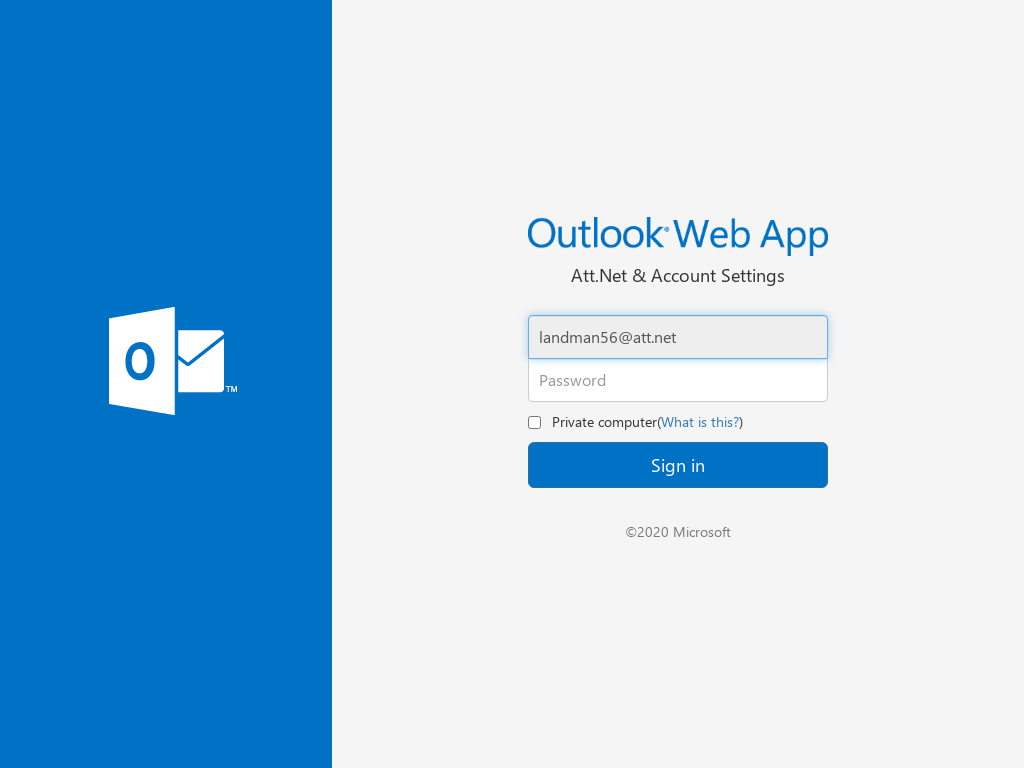 Outlook® Web App
Att.Net & Account Settings
landman56@att.net
Password
Private computer(What is this?)
Sign in
O
TM
©2020 Microsoft